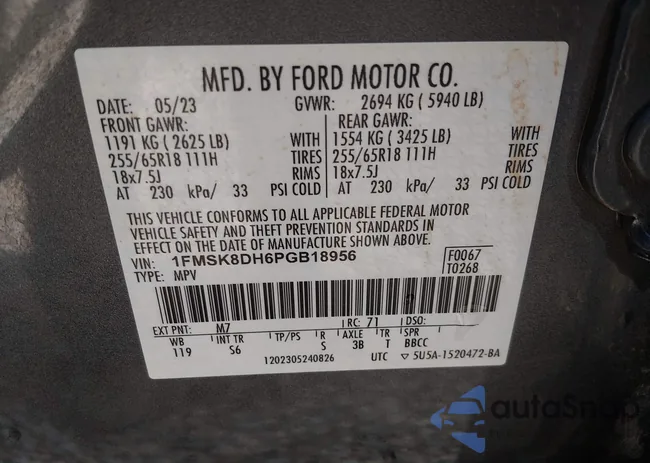 MFD. BY FORD MOTOR CO.
DATE: 05/23 GVWR: 2694 KG ( 5940 LB)
FRONT GAWR: REAR GAWR:
1191 KG ( 2625 LB) WITH 1554 KG ( 3425 LB) WITH
255/65R18 111H TIRES 255/65R18 111H TIRES
18x7.5J RIMS 18x7.5J RIMS
AT 230 kPa/ 33 PSI COLD AT 230 kPa/ 33 PSI COLD
THIS VEHICLE CONFORMS TO ALL APPLICABLE FEDERAL MOTOR
VEHICLE SAFETY AND THEFT PREVENTION STANDARDS IN
EFFECT ON THE DATE OF MANUFACTURE SHOWN ABOVE.
VIN: 1FMSK8DH6PGB18956 F0067
TYPE: MPV T0268
EXT PNT: M7 RC: 71 DSO:
WB INT TR TP/PS R AXLE TR SPR
119 S6 S 3B T BBCC
1202305240826 UTC ▽ 5U5A-1520472-BA